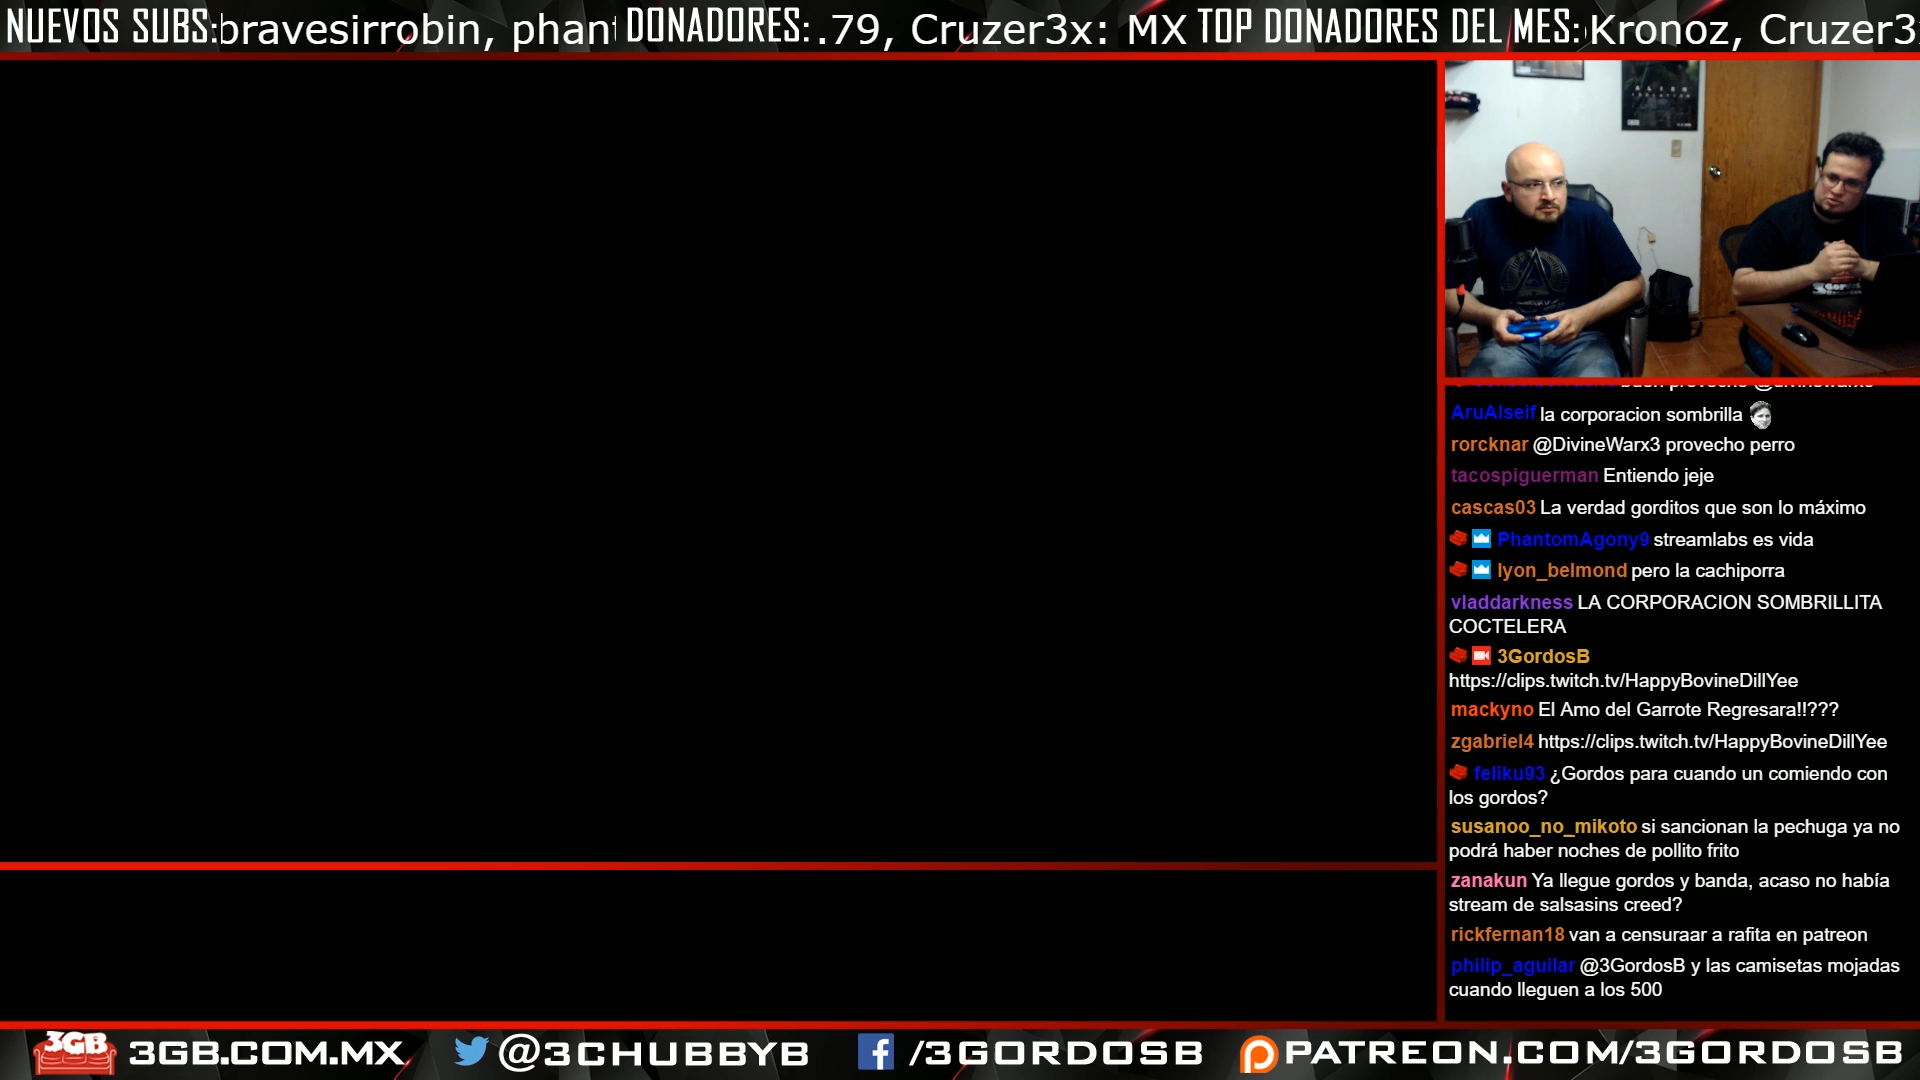 NUEVOS SUBS: bravesirrobin, phant DONADORES: .79, Cruzer3x: MX TOP DONADORES DEL MES: Kronoz, Cruzer3x
ALIEN
AruAlseif la corporacion sombrilla
rorcknar @DivineWarx3 provecho perro
tacospiguerman Entiendo jeje
cascas03 La verdad gorditos que son lo máximo
PhantomAgony9 streamlabs es vida
lyon_belmond pero la cachiporra
vladdarkness LA CORPORACION SOMBRILLITA
COCTELERA
3GordosB
https://clips.twitch.tv/HappyBovineDillYee
mackyno El Amo del Garrote Regresara!!???
zgabriel4 https://clips.twitch.tv/HappyBovineDillYee
feliku93 ¿Gordos para cuando un comiendo con
los gordos?
susanoo_no_mikoto si sancionan la pechuga ya no
podrá haber noches de pollito frito
zanakun Ya llegue gordos y banda, acaso no había
stream de salsasins creed?
rickfernan18 van a censuraar a rafita en patreon
philip_aguilar @3GordosB y las camisetas mojadas
cuando lleguen a los 500
3GB 3GB.COM.MX @3CHUBBYB /3GORDOSB PATREON.COM/3GORDOSB